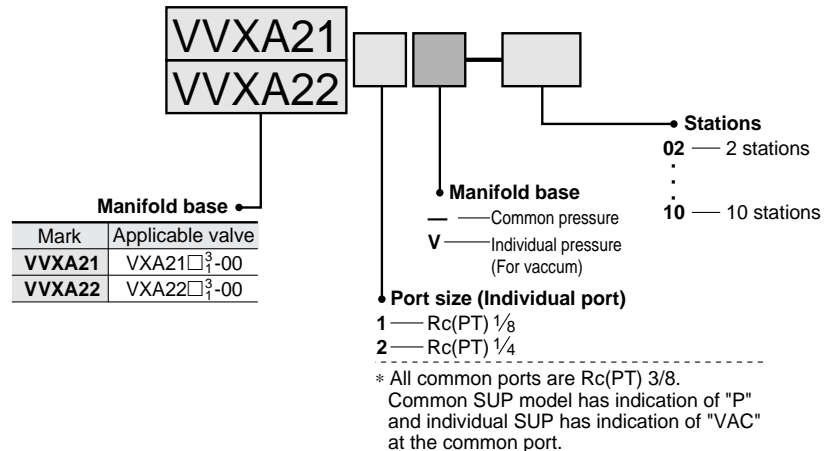 VVXA21
VVXA22
Stations
02 — 2 stations
10 — 10 stations
Manifold base
Mark Applicable valve
VVXA21 VXA21□³₁-00
VVXA22 VXA22□³₁-00
Manifold base
— — Common pressure
V — Individual pressure
(For vaccum)
Port size (Individual port)
1 — Rc(PT) 1/8
2 — Rc(PT) 1/4
* All common ports are Rc(PT) 3/8.
Common SUP model has indication of "P"
and individual SUP has indication of "VAC"
at the common port.